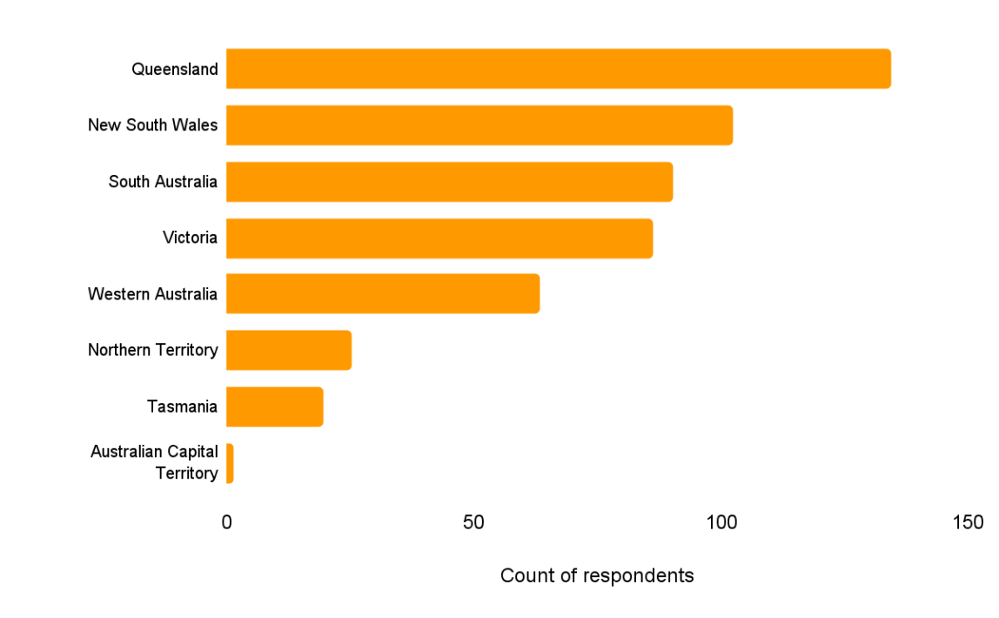 Queensland
New South Wales
South Australia
Victoria
Western Australia
Northern Territory
Tasmania
Australian Capital
Territory
0 50 100 150
Count of respondents